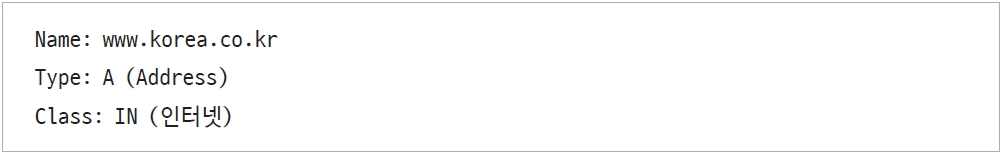 Name: www.korea.co.kr
Type: A (Address)
Class: IN (인터넷)